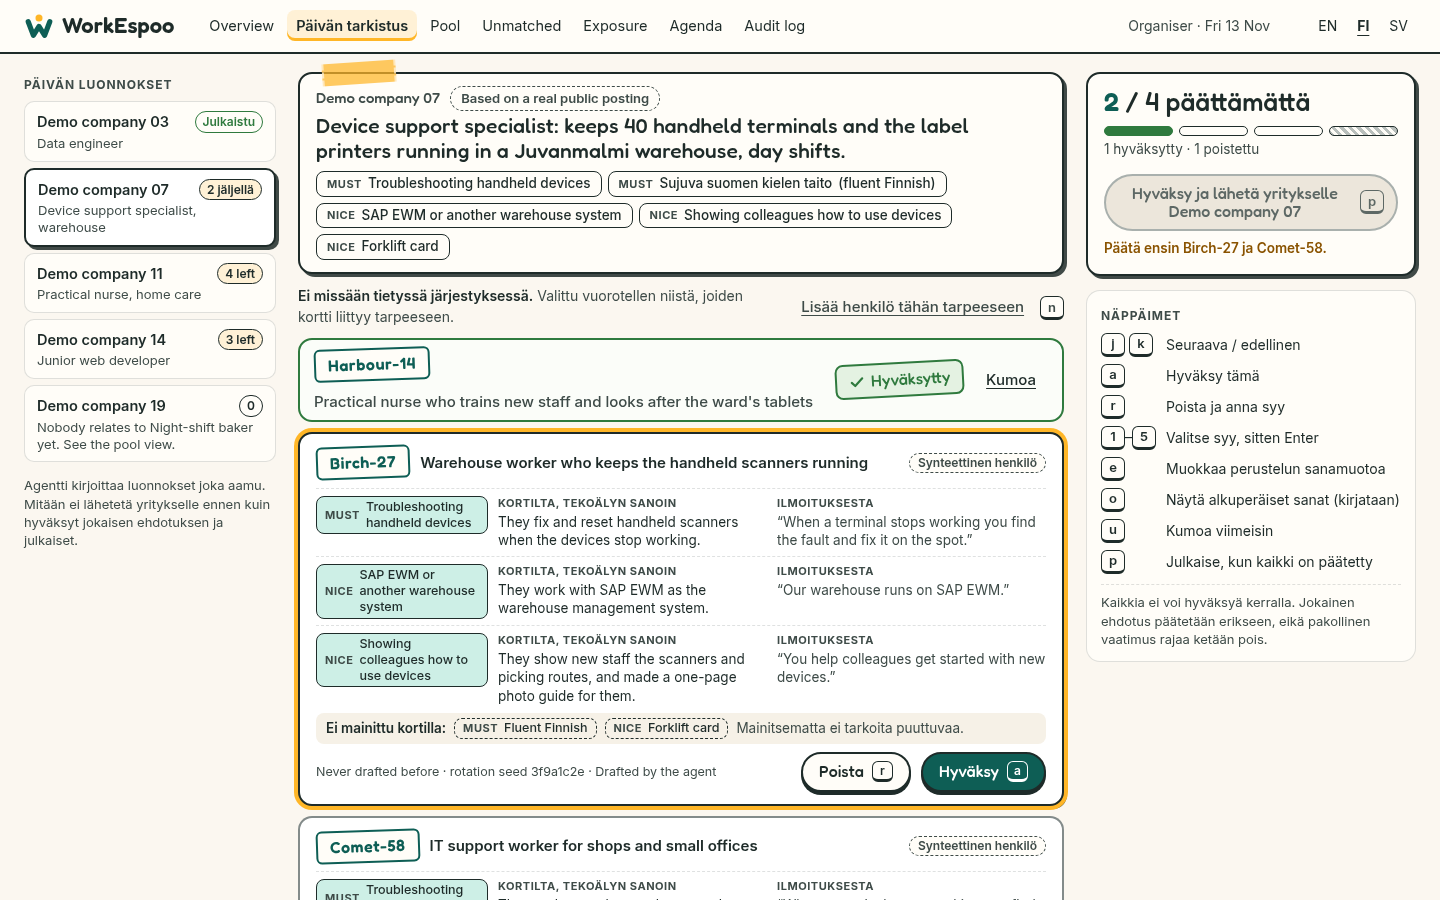 WorkEspoo
Overview
Päivän tarkistus
Pool
Unmatched
Exposure
Agenda
Audit log
Organiser · Fri 13 Nov
EN
FI
SV
PÄIVÄN LUONNOKSET
Demo company 03
Julkaistu
Data engineer
Demo company 07
2 jäljellä
Device support specialist,
warehouse
Demo company 11
4 left
Practical nurse, home care
Demo company 14
3 left
Junior web developer
Demo company 19
0
Nobody relates to Night-shift baker
yet. See the pool view.
Agentti kirjoittaa luonnokset joka aamu.
Mitään ei lähetetä yritykselle ennen kuin
hyväksyt jokaisen ehdotuksen ja
julkaiset.
Demo company 07
Based on a real public posting
Device support specialist: keeps 40 handheld terminals and the label
printers running in a Juvanmalmi warehouse, day shifts.
MUST Troubleshooting handheld devices
MUST Sujuva suomen kielen taito (fluent Finnish)
NICE SAP EWM or another warehouse system
NICE Showing colleagues how to use devices
NICE Forklift card
Ei missään tietyssä järjestyksessä. Valittu vuorotellen niistä, joiden
kortti liittyy tarpeeseen.
Lisää henkilö tähän tarpeeseen
n
Harbour-14
Hyväksytty
Kumoa
Practical nurse who trains new staff and looks after the ward's tablets
Birch-27
Warehouse worker who keeps the handheld scanners running
Synteettinen henkilö
MUST
Troubleshooting
handheld devices
KORTILTA, TEKOÄLYN SANOIN
They fix and reset handheld scanners
when the devices stop working.
ILMOITUKSESTA
“When a terminal stops working you find
the fault and fix it on the spot.”
NICE
SAP EWM or
another warehouse
system
KORTILTA, TEKOÄLYN SANOIN
They work with SAP EWM as the
warehouse management system.
ILMOITUKSESTA
“Our warehouse runs on SAP EWM.”
NICE
Showing
colleagues how to
use devices
KORTILTA, TEKOÄLYN SANOIN
They show new staff the scanners and
picking routes, and made a one-page
photo guide for them.
ILMOITUKSESTA
“You help colleagues get started with new
devices.”
Ei mainittu kortilla:
MUST Fluent Finnish
NICE Forklift card
Mainitsematta ei tarkoita puuttuvaa.
Never drafted before · rotation seed 3f9a1c2e · Drafted by the agent
Poista r
Hyväksy a
Comet-58
IT support worker for shops and small offices
Synteettinen henkilö
MUST
Troubleshooting
KORTILTA, TEKOÄLYN SANOIN
ILMOITUKSESTA
2 / 4 päättämättä
1 hyväksytty · 1 poistettu
Hyväksy ja lähetä yritykselle
Demo company 07
p
Päätä ensin Birch-27 ja Comet-58.
NÄPPÄIMET
j k Seuraava / edellinen
a Hyväksy tämä
r Poista ja anna syy
1–5 Valitse syy, sitten Enter
e Muokkaa perustelun sanamuotoa
o Näytä alkuperäiset sanat (kirjataan)
u Kumoa viimeisin
p Julkaise, kun kaikki on päätetty
Kaikkia ei voi hyväksyä kerralla. Jokainen
ehdotus päätetään erikseen, eikä pakollinen
vaatimus rajaa ketään pois.